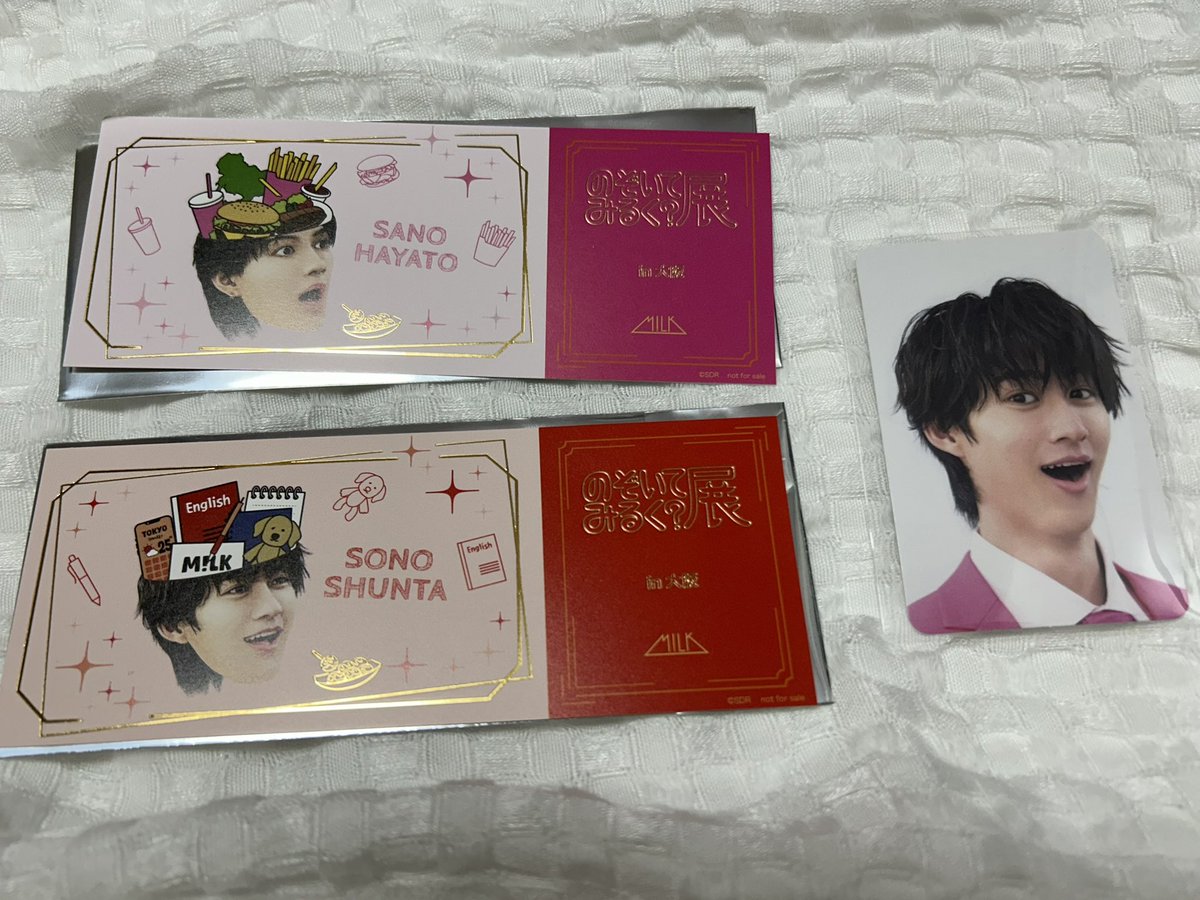 SANO
HAYATO
のぞいて
みるく?展
in 大阪
M!LK
©SDR not for sale
English
TOKYO
25°
M!LK
SONO
SHUNTA
English
のぞいて
みるく?展
in 大阪
M!LK
©SDR not for sale